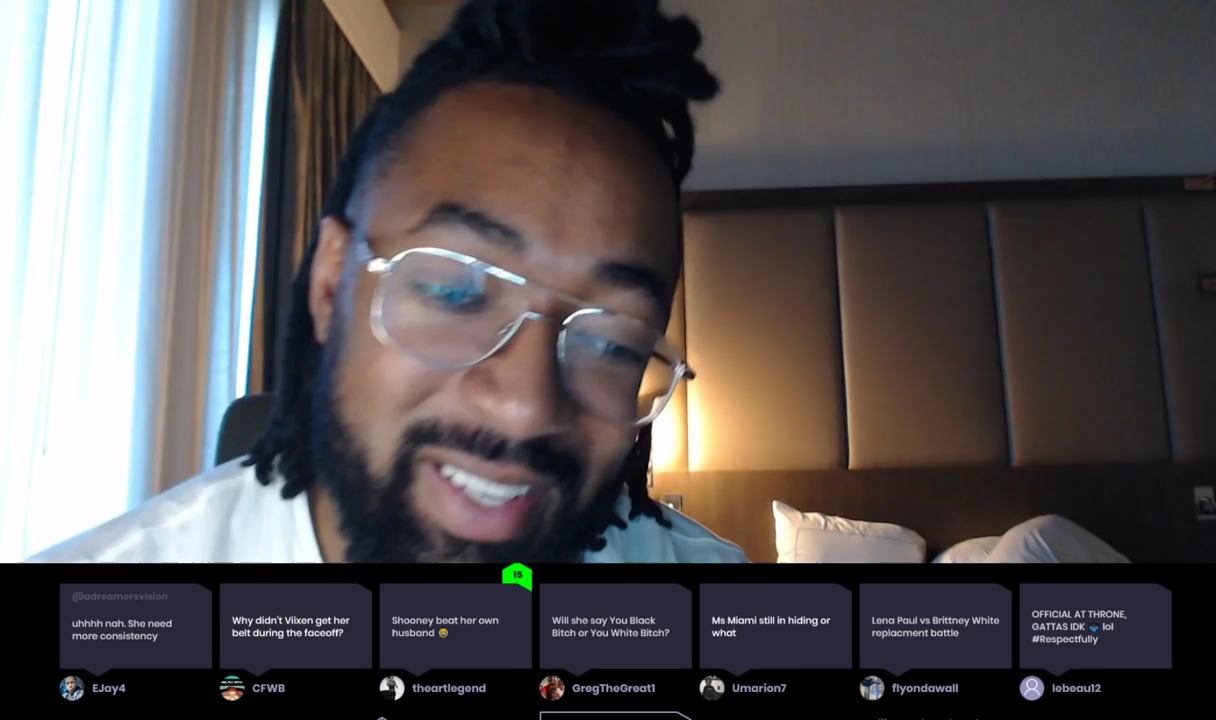 15
@adreamersvision
uhhhh nah. She need
more consistency
Why didn't Viixen get her
belt during the faceoff?
Shooney beat her own
husband 😭
Will she say You Black
Bitch or You White Bitch?
Ms Miami still in hiding or
what
Lena Paul vs Brittney White
replacment battle
OFFICIAL AT THRONE,
GATTAS IDK lol
#Respectfully
EJay4
CFWB
theartlegend
GregTheGreat1
Umarion7
flyondawall
lebeau12